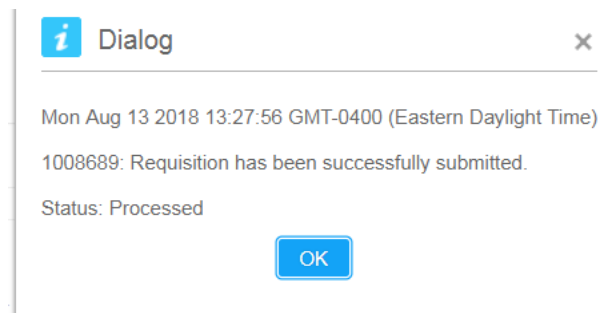 i Dialog ×
Mon Aug 13 2018 13:27:56 GMT-0400 (Eastern Daylight Time)
1008689: Requisition has been successfully submitted.
Status: Processed
OK